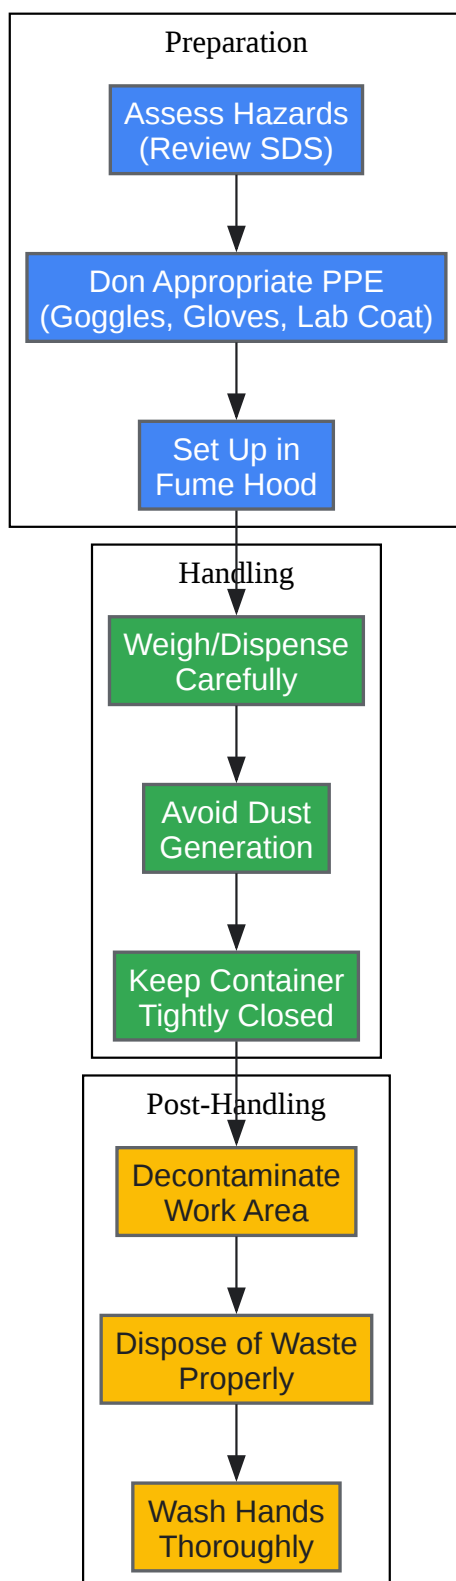 Preparation
Assess Hazards
(Review SDS)
Don Appropriate PPE
(Goggles, Gloves, Lab Coat)
Set Up in
Fume Hood
Handling
Weigh/Dispense
Carefully
Avoid Dust
Generation
Keep Container
Tightly Closed
Post-Handling
Decontaminate
Work Area
Dispose of Waste
Properly
Wash Hands
Thoroughly